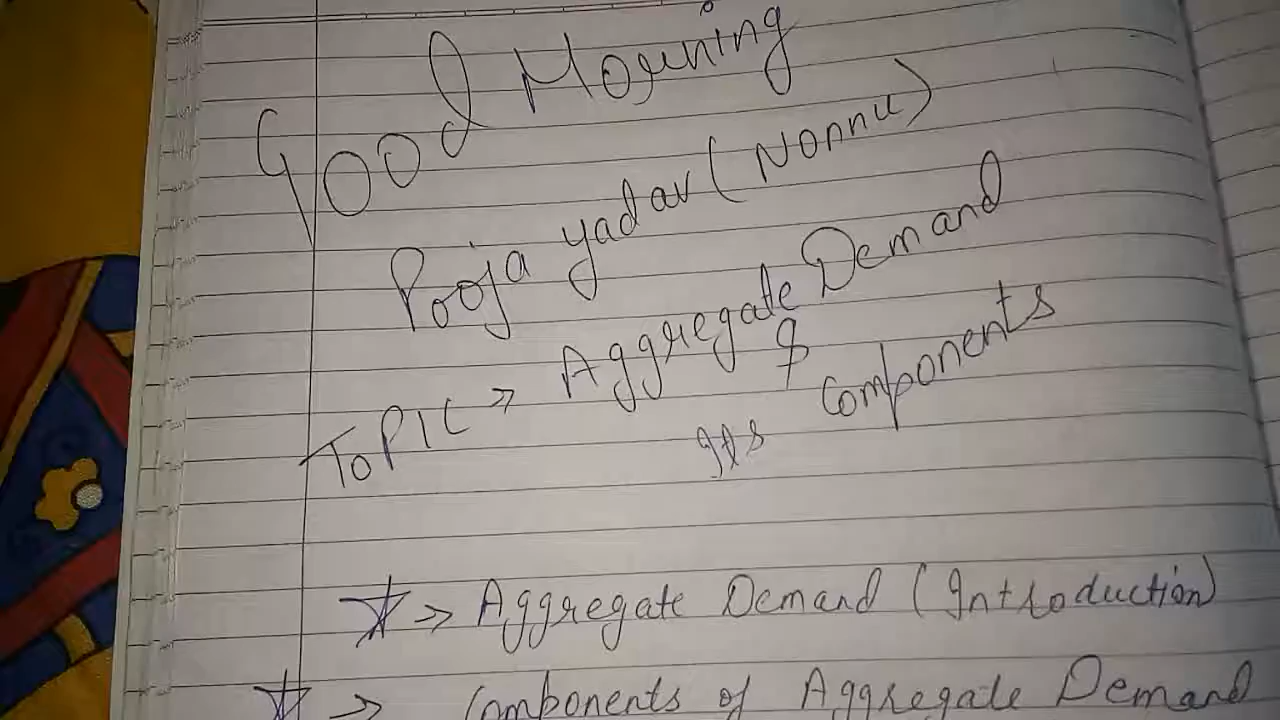 Good Morning
Pooja yadav (Nonnu)
Topic => Aggregate Demand
&
Its Components
☆ => Aggregate Demand (Introduction)
☆ => Components of Aggregate Demand